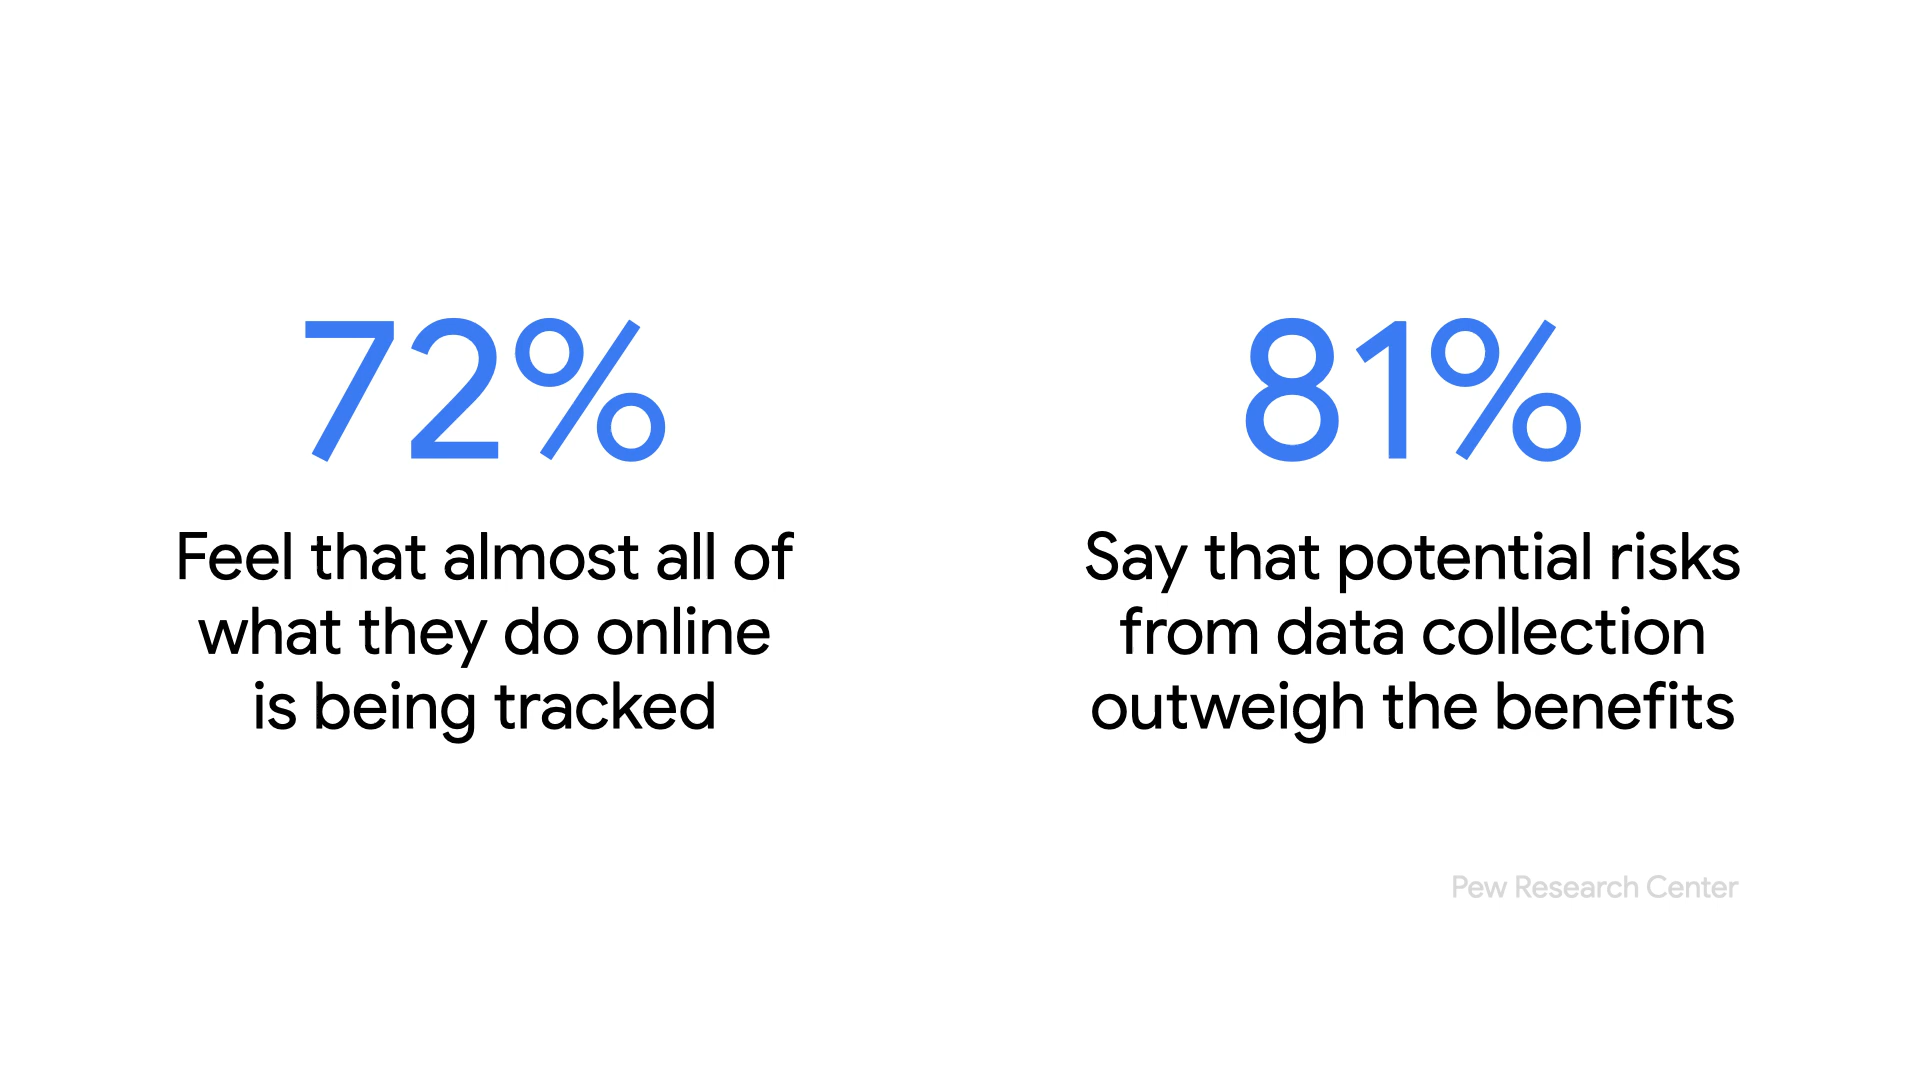 72%
Feel that almost all of
what they do online
is being tracked
81%
Say that potential risks
from data collection
outweigh the benefits
Pew Research Center